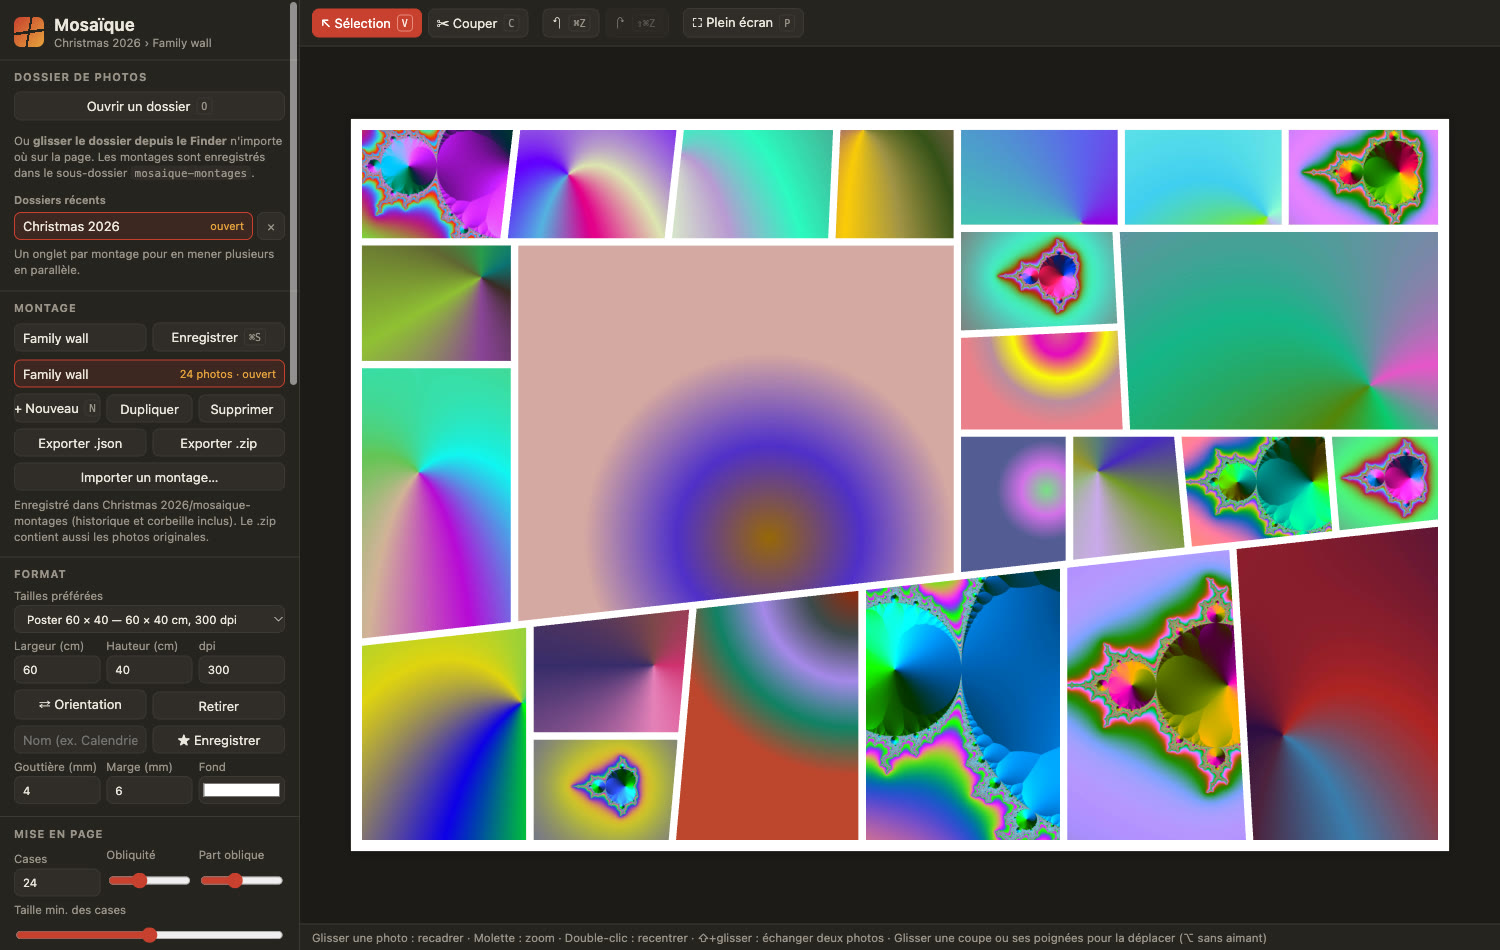 Mosaïque
Christmas 2026 › Family wall
DOSSIER DE PHOTOS
Ouvrir un dossier O
Ou glisser le dossier depuis le Finder n'importe
où sur la page. Les montages sont enregistrés
dans le sous-dossier mosaique-montages .
Dossiers récents
Christmas 2026 ouvert ×
Un onglet par montage pour en mener plusieurs
en parallèle.
MONTAGE
Family wall Enregistrer ⌘S
Family wall 24 photos · ouvert
+ Nouveau N Dupliquer Supprimer
Exporter .json Exporter .zip
Importer un montage…
Enregistré dans Christmas 2026/mosaique-
montages (historique et corbeille inclus). Le .zip
contient aussi les photos originales.
FORMAT
Tailles préférées
Poster 60 × 40 — 60 × 40 cm, 300 dpi
Largeur (cm) Hauteur (cm) dpi
60 40 300
⇄ Orientation Retirer
Nom (ex. Calendrie ★ Enregistrer
Gouttière (mm) Marge (mm) Fond
4 6
MISE EN PAGE
Cases Obliquité Part oblique
24
Taille min. des cases
↖ Sélection V ✂ Couper C ↰ ⌘Z ↱ ⇧⌘Z ⛶ Plein écran P
Glisser une photo : recadrer · Molette : zoom · Double-clic : recentrer · ⇧+glisser : échanger deux photos · Glisser une coupe ou ses poignées pour la déplacer (⌥ sans aimant)